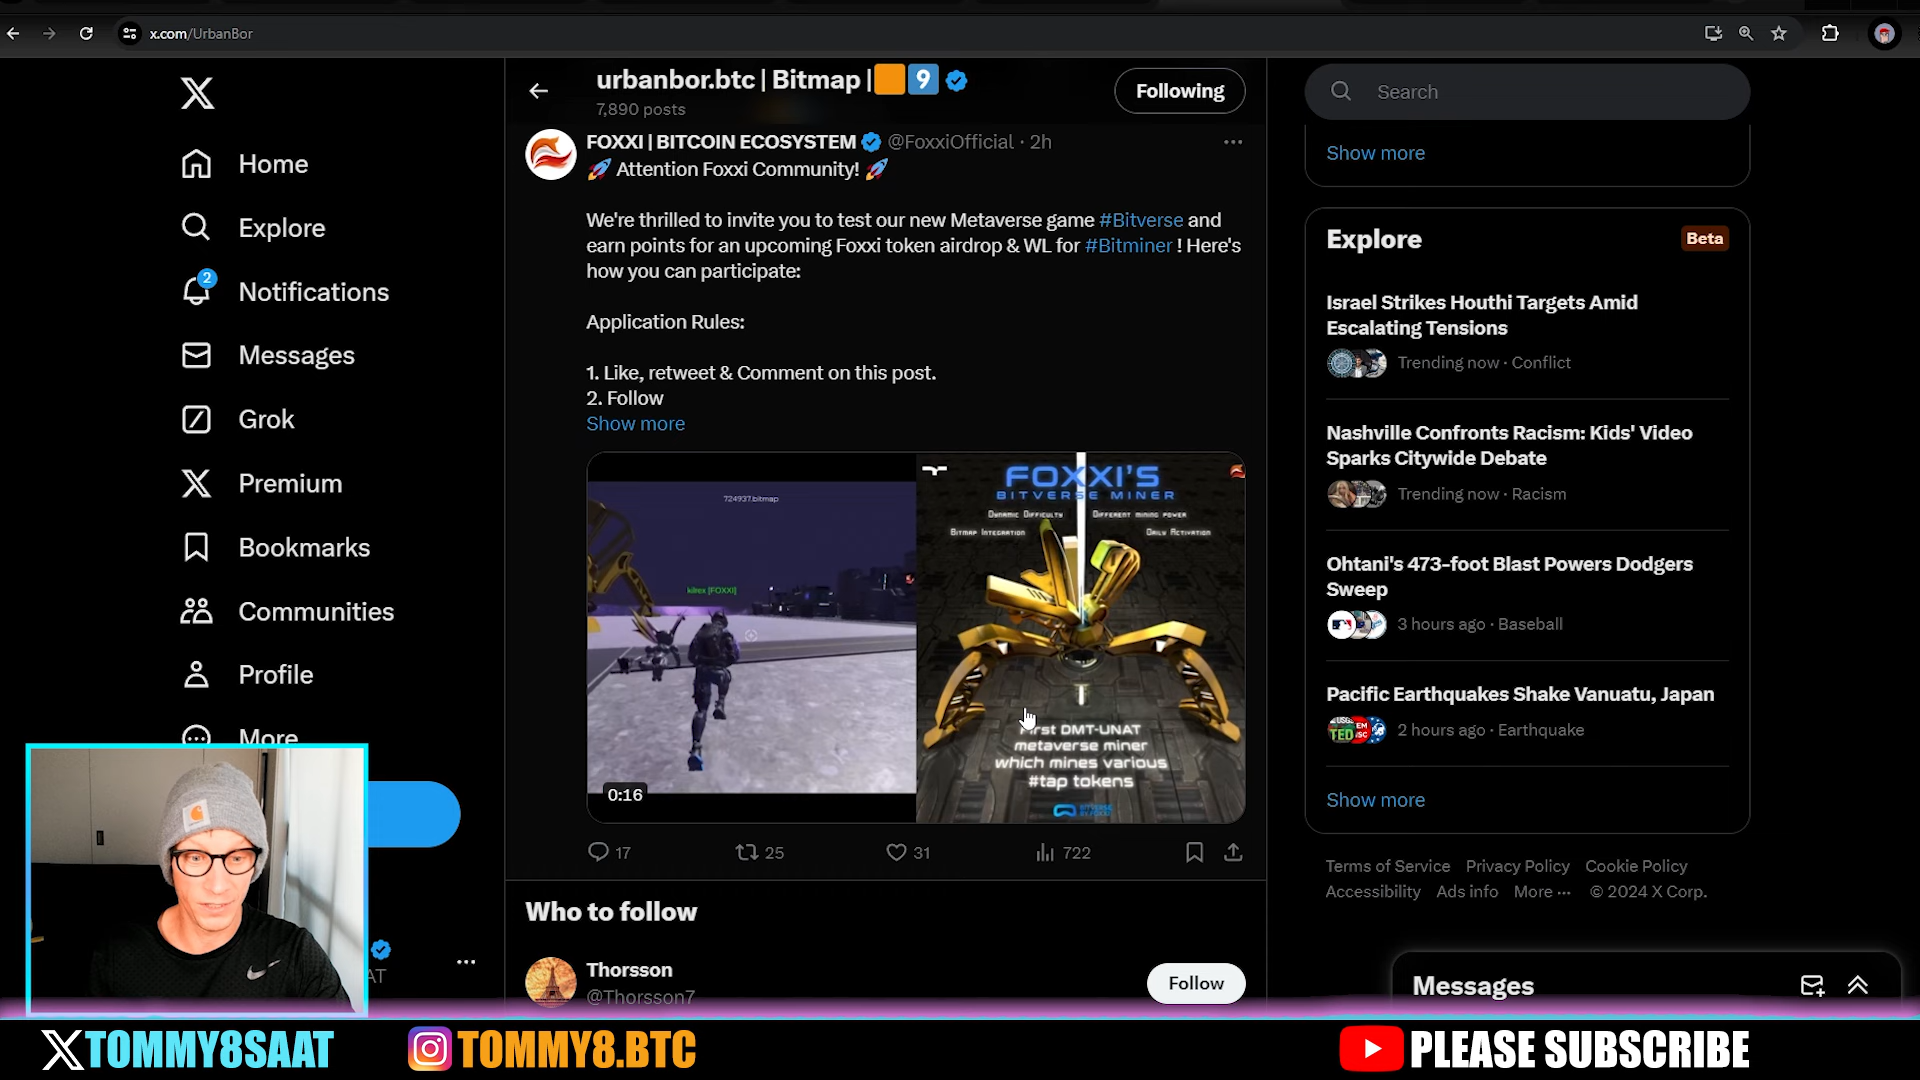 x.com/UrbanBor
Home
Explore
2
Notifications
Messages
Grok
Premium
Bookmarks
Communities
Profile
More
urbanbor.btc | Bitmap | 9
7,890 posts
Following
FOXXI | BITCOIN ECOSYSTEM @FoxxiOfficial · 2h
🚀 Attention Foxxi Community! 🚀
We're thrilled to invite you to test our new Metaverse game #Bitverse and
earn points for an upcoming Foxxi token airdrop & WL for #Bitminer ! Here's
how you can participate:
Application Rules:
1. Like, retweet & Comment on this post.
2. Follow
Show more
724937.bitmap
kilrex [FOXXI]
0:16
FOXXI'S
BITVERSE MINER
Dynamic Difficulty
Different mining power
Bitmap Integration
Daily Activation
First DMT-UNAT
metaverse miner
which mines various
#tap tokens
17
25
31
722
Who to follow
Thorsson
@Thorsson7
Follow
Search
Show more
Explore
Beta
Israel Strikes Houthi Targets Amid
Escalating Tensions
Trending now · Conflict
Nashville Confronts Racism: Kids' Video
Sparks Citywide Debate
Trending now · Racism
Ohtani's 473-foot Blast Powers Dodgers
Sweep
3 hours ago · Baseball
Pacific Earthquakes Shake Vanuatu, Japan
2 hours ago · Earthquake
Show more
Terms of Service Privacy Policy Cookie Policy
Accessibility Ads info More ··· © 2024 X Corp.
Messages
AT
TOMMY8SAAT
TOMMY8.BTC
PLEASE SUBSCRIBE